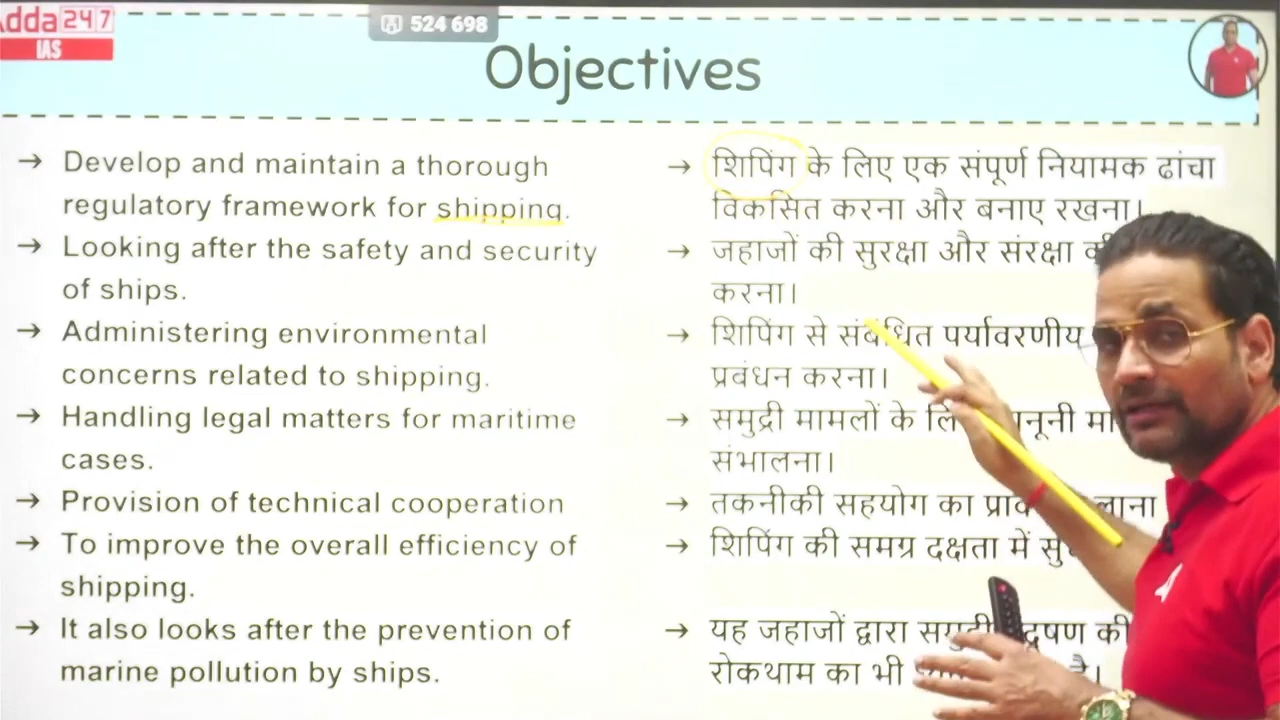 Adda247
IAS
524 698
Objectives
→ Develop and maintain a thorough
regulatory framework for shipping.
→ Looking after the safety and security
of ships.
→ Administering environmental
concerns related to shipping.
→ Handling legal matters for maritime
cases.
→ Provision of technical cooperation
→ To improve the overall efficiency of
shipping.
→ It also looks after the prevention of
marine pollution by ships.
→ शिपिंग के लिए एक संपूर्ण नियामक ढांचा
विकसित करना और बनाए रखना।
→ जहाजों की सुरक्षा और संरक्षा
करना।
→ शिपिंग से संबंधित पर्यावरणीय
प्रबंधन करना।
→ समुद्री मामलों के
संभालना।
→ तकनीकी सहयोग का
→ शिपिंग की समग्र दक्षता में
→ यह जहाजों द्वारा की
रोकथाम का भी है।